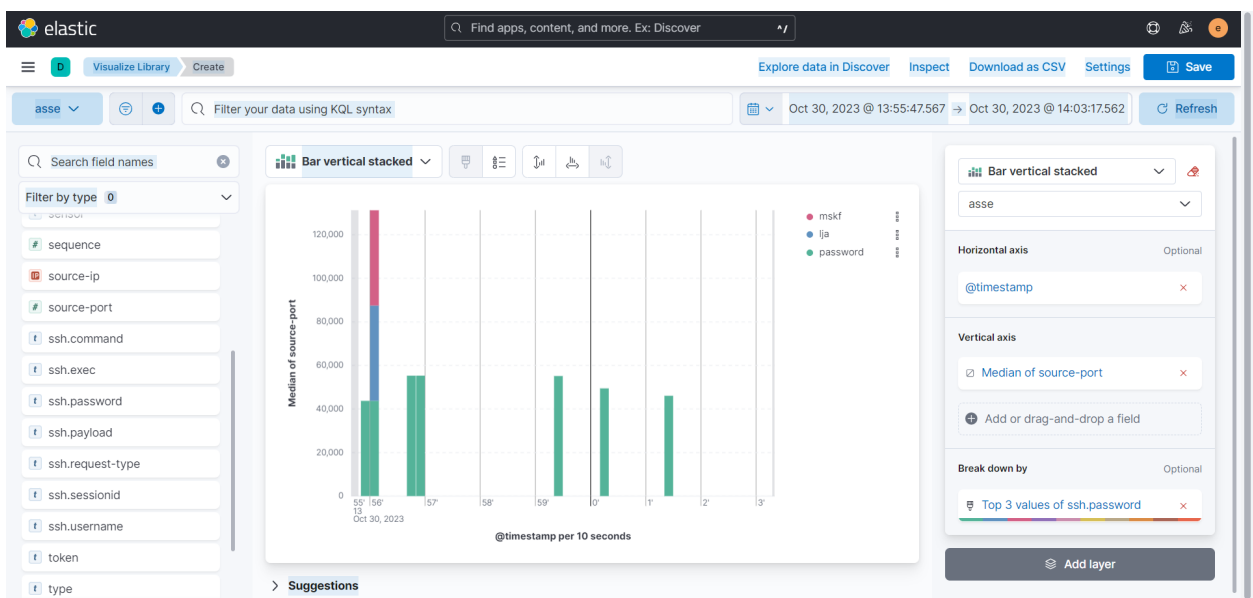 elastic
Find apps, content, and more. Ex: Discover
^/
e
D
Visualize Library
Create
Explore data in Discover
Inspect
Download as CSV
Settings
Save
asse
Filter your data using KQL syntax
Oct 30, 2023 @ 13:55:47.567 → Oct 30, 2023 @ 14:03:17.562
Refresh
Search field names
Filter by type 0
sensor
# sequence
IP source-ip
# source-port
t ssh.command
t ssh.exec
t ssh.password
t ssh.payload
t ssh.request-type
t ssh.sessionid
t ssh.username
t token
t type
Bar vertical stacked
Median of source-port
120,000
100,000
80,000
60,000
40,000
20,000
0
55' 56' 57' 58' 59' 0' 1' 2' 3'
13
Oct 30, 2023
@timestamp per 10 seconds
mskf
lja
password
Suggestions
Bar vertical stacked
asse
Horizontal axis
Optional
@timestamp
Vertical axis
Median of source-port
Add or drag-and-drop a field
Break down by
Optional
Top 3 values of ssh.password
Add layer